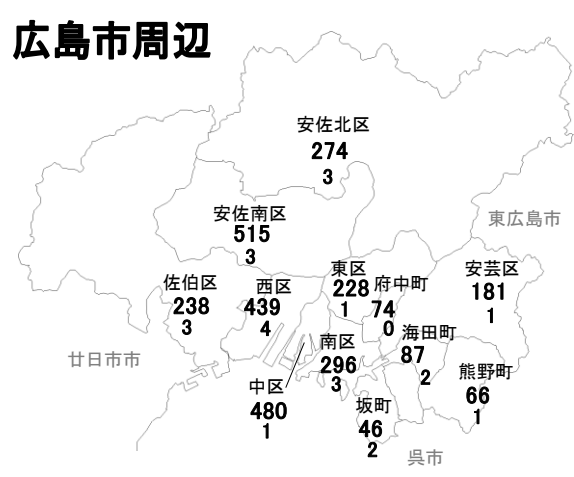 広島市周辺
安佐北区
274
3
安佐南区
515
3
東広島市
佐伯区
238
3
西区
439
4
東区
228
1
府中町
74
0
安芸区
181
1
廿日市市
中区
480
1
南区
296
3
海田町
87
2
熊野町
66
1
坂町
46
2
呉市